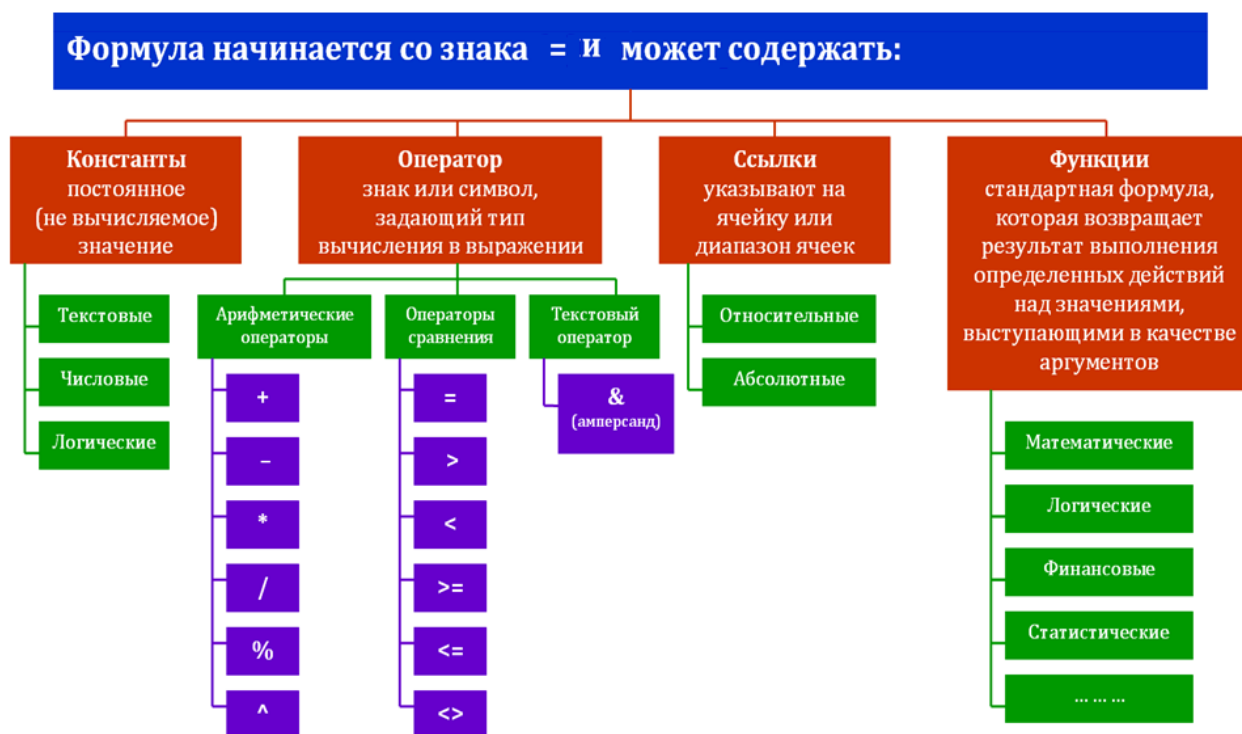 Формула начинается со знака = и может содержать:
Константы
постоянное
(не вычисляемое)
значение
Текстовые
Числовые
Логические
Оператор
знак или символ,
задающий тип
вычисления в выражении
Арифметические
операторы
+
–
*
/
%
^
Операторы
сравнения
=
>
<
>=
<=
<>
Текстовый
оператор
&
(амперсанд)
Ссылки
указывают на
ячейку или
диапазон ячеек
Относительные
Абсолютные
Функции
стандартная формула,
которая возвращает
результат выполнения
определенных действий
над значениями,
выступающими в качестве
аргументов
Математические
Логические
Финансовые
Статистические
... ... ...